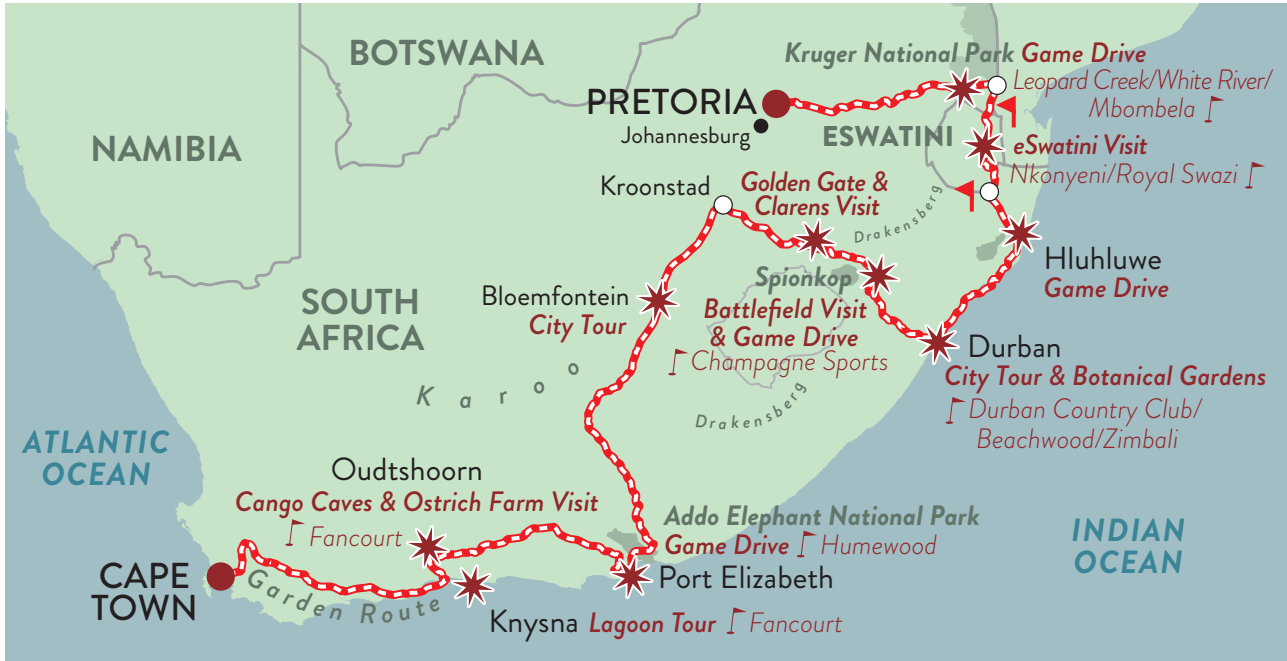 BOTSWANA
NAMIBIA
SOUTH
AFRICA
ESWATINI
PRETORIA
Johannesburg
Kruger National Park Game Drive
Leopard Creek/White River/
Mbombela
eSwatini Visit
Nkonyeni/Royal Swazi
Kroonstad
Golden Gate &
Clarens Visit
Drakensberg
Hluhluwe
Game Drive
Spionkop
Battlefield Visit
& Game Drive
Champagne Sports
Bloemfontein
City Tour
Durban
City Tour & Botanical Gardens
Durban Country Club/
Beachwood/Zimbali
Karoo
Drakensberg
ATLANTIC
OCEAN
Oudtshoorn
Cango Caves & Ostrich Farm Visit
Fancourt
Addo Elephant National Park
Game Drive Humewood
Port Elizabeth
INDIAN
OCEAN
CAPE
TOWN
Garden Route
Knysna Lagoon Tour Fancourt